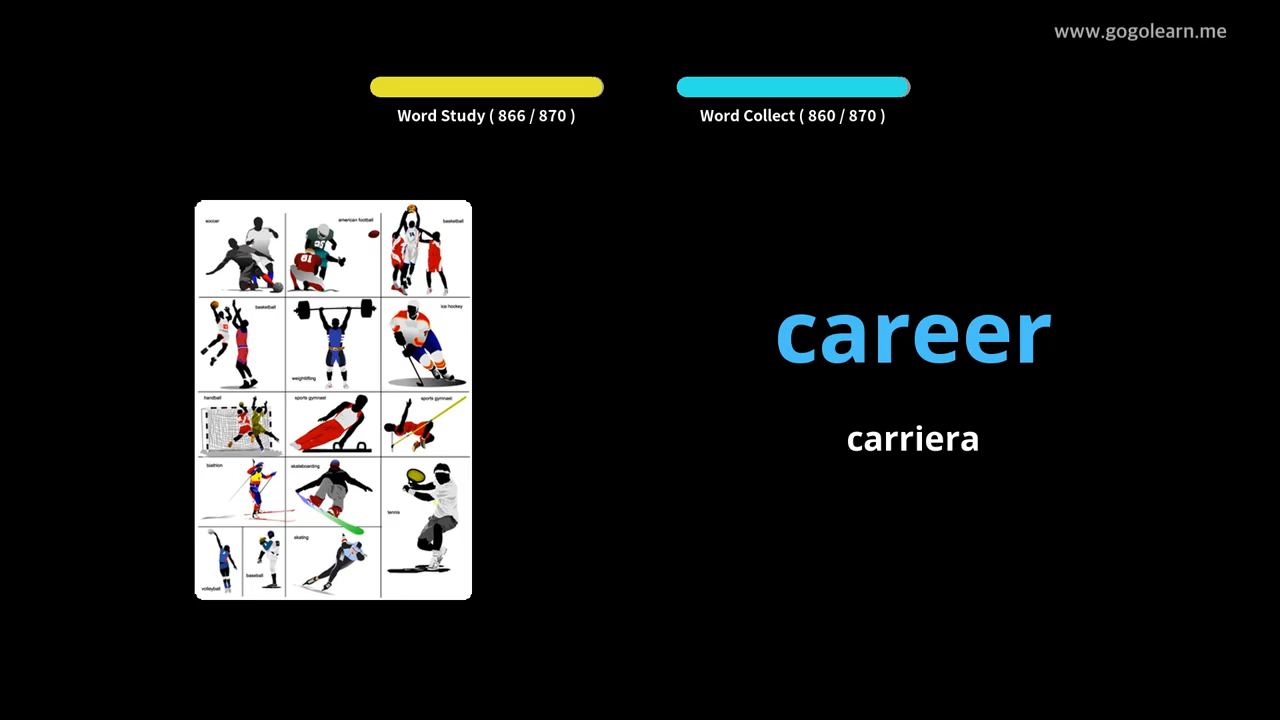 www.gogolearn.me
Word Study ( 866 / 870 )
Word Collect ( 860 / 870 )
soccer
american football
basketball
basketball
weightlifting
ice hockey
handball
sports gymnast
sports gymnast
biathlon
skateboarding
tennis
volleyball
baseball
skating
career
carriera